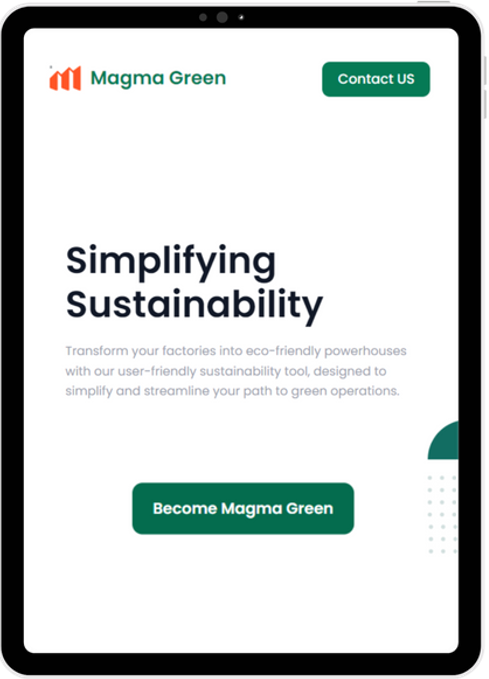 Magma Green
Contact US
Simplifying
Sustainability
Transform your factories into eco-friendly powerhouses
with our user-friendly sustainability tool, designed to
simplify and streamline your path to green operations.
Become Magma Green